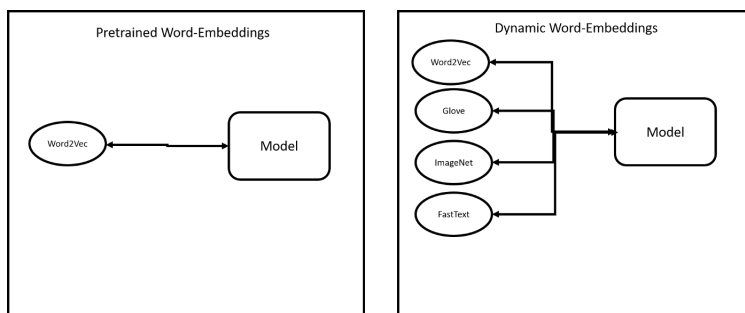 Pretrained Word-Embeddings
Word2Vec
Model
Dynamic Word-Embeddings
Word2Vec
Glove
ImageNet
FastText
Model